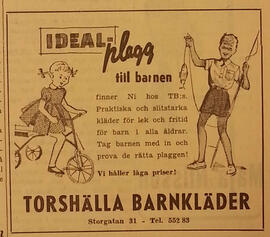 IDEAL-plagg
till barnen
finner Ni hos TB:s.
Praktiska och slitstarka
kläder för lek och fritid
för barn i alla åldrar.
Tag barnen med in och
prova de rätta plaggen!
Vi håller låga priser!
TORSHÄLLA BARNKLÄDER
Storgatan 31 - Tel. 552 83